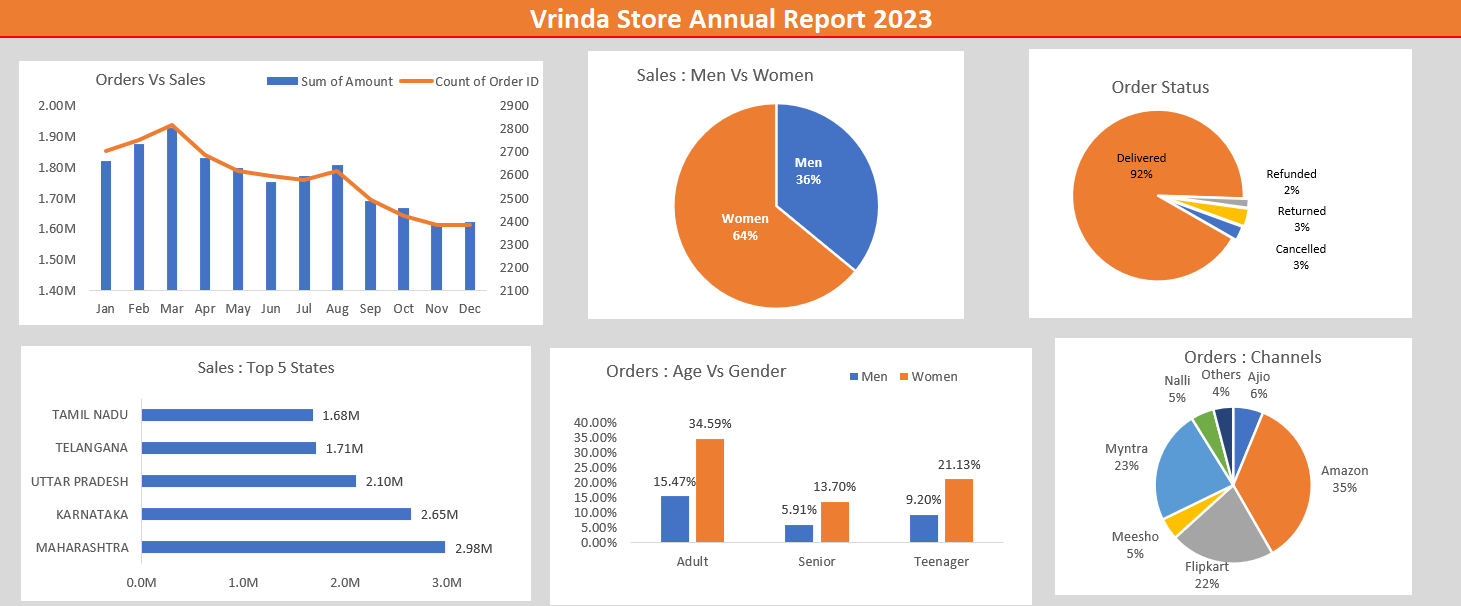 Vrinda Store Annual Report 2023
Orders Vs Sales
Sum of Amount
Count of Order ID
2.00M
1.90M
1.80M
1.70M
1.60M
1.50M
1.40M
2900
2800
2700
2600
2500
2400
2300
2200
2100
Jan Feb Mar Apr May Jun Jul Aug Sep Oct Nov Dec
Sales : Men Vs Women
Men
36%
Women
64%
Order Status
Delivered
92%
Refunded
2%
Returned
3%
Cancelled
3%
Sales : Top 5 States
TAMIL NADU 1.68M
TELANGANA 1.71M
UTTAR PRADESH 2.10M
KARNATAKA 2.65M
MAHARASHTRA 2.98M
0.0M 1.0M 2.0M 3.0M
Orders : Age Vs Gender
Men Women
40.00%
35.00%
30.00%
25.00%
20.00%
15.00%
10.00%
5.00%
0.00%
15.47% 34.59%
5.91% 13.70%
9.20% 21.13%
Adult Senior Teenager
Orders : Channels
Nalli
5%
Others
4%
Ajio
6%
Amazon
35%
Flipkart
22%
Meesho
5%
Myntra
23%